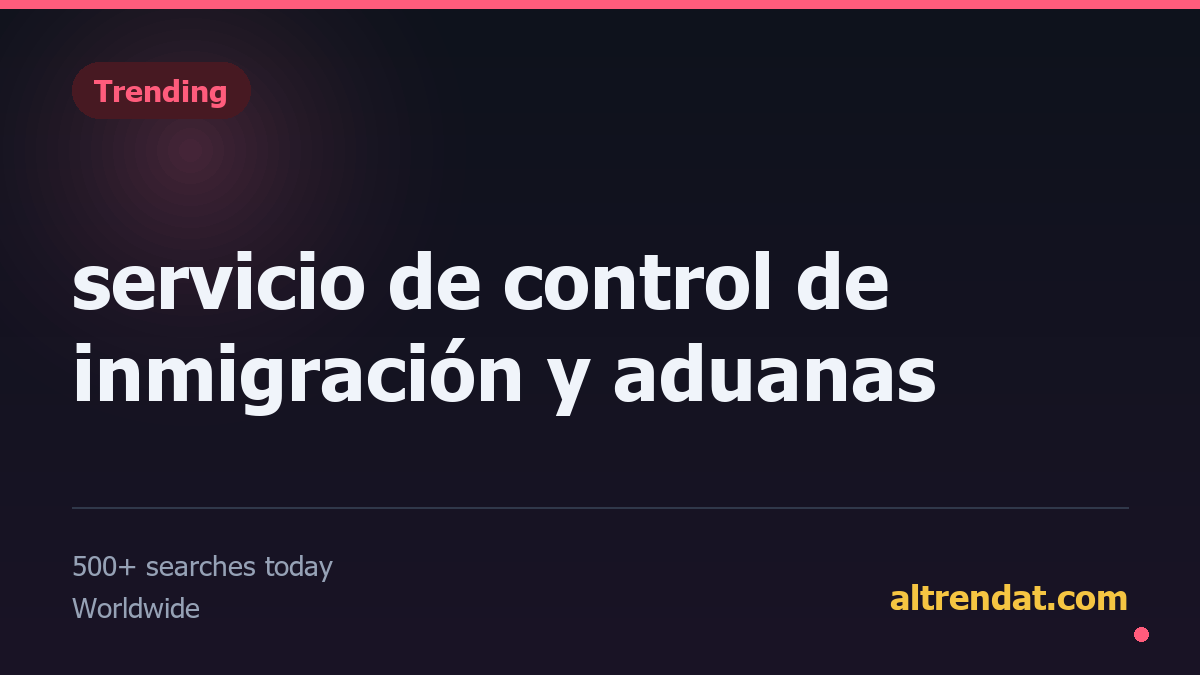 Trending
servicio de control de
inmigración y aduanas
500+ searches today
Worldwide
altrendat.com